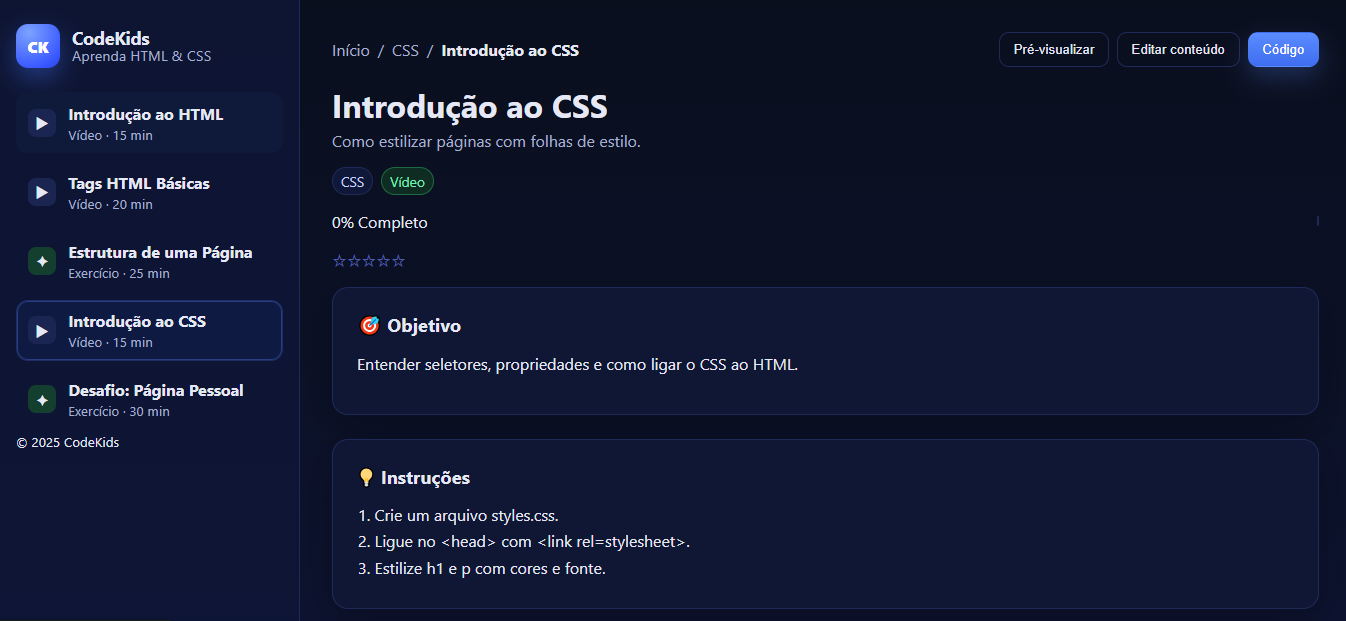 CK
CodeKids
Aprenda HTML & CSS
Introdução ao HTML
Vídeo · 15 min
Tags HTML Básicas
Vídeo · 20 min
Estrutura de uma Página
Exercício · 25 min
Introdução ao CSS
Vídeo · 15 min
Desafio: Página Pessoal
Exercício · 30 min
© 2025 CodeKids
Início / CSS / Introdução ao CSS
Pré-visualizar
Editar conteúdo
Código
Introdução ao CSS
Como estilizar páginas com folhas de estilo.
CSS
Vídeo
0% Completo
☆☆☆☆☆
🎯 Objetivo
Entender seletores, propriedades e como ligar o CSS ao HTML.
💡 Instruções
1. Crie um arquivo styles.css.
2. Ligue no <head> com <link rel=stylesheet>.
3. Estilize h1 e p com cores e fonte.